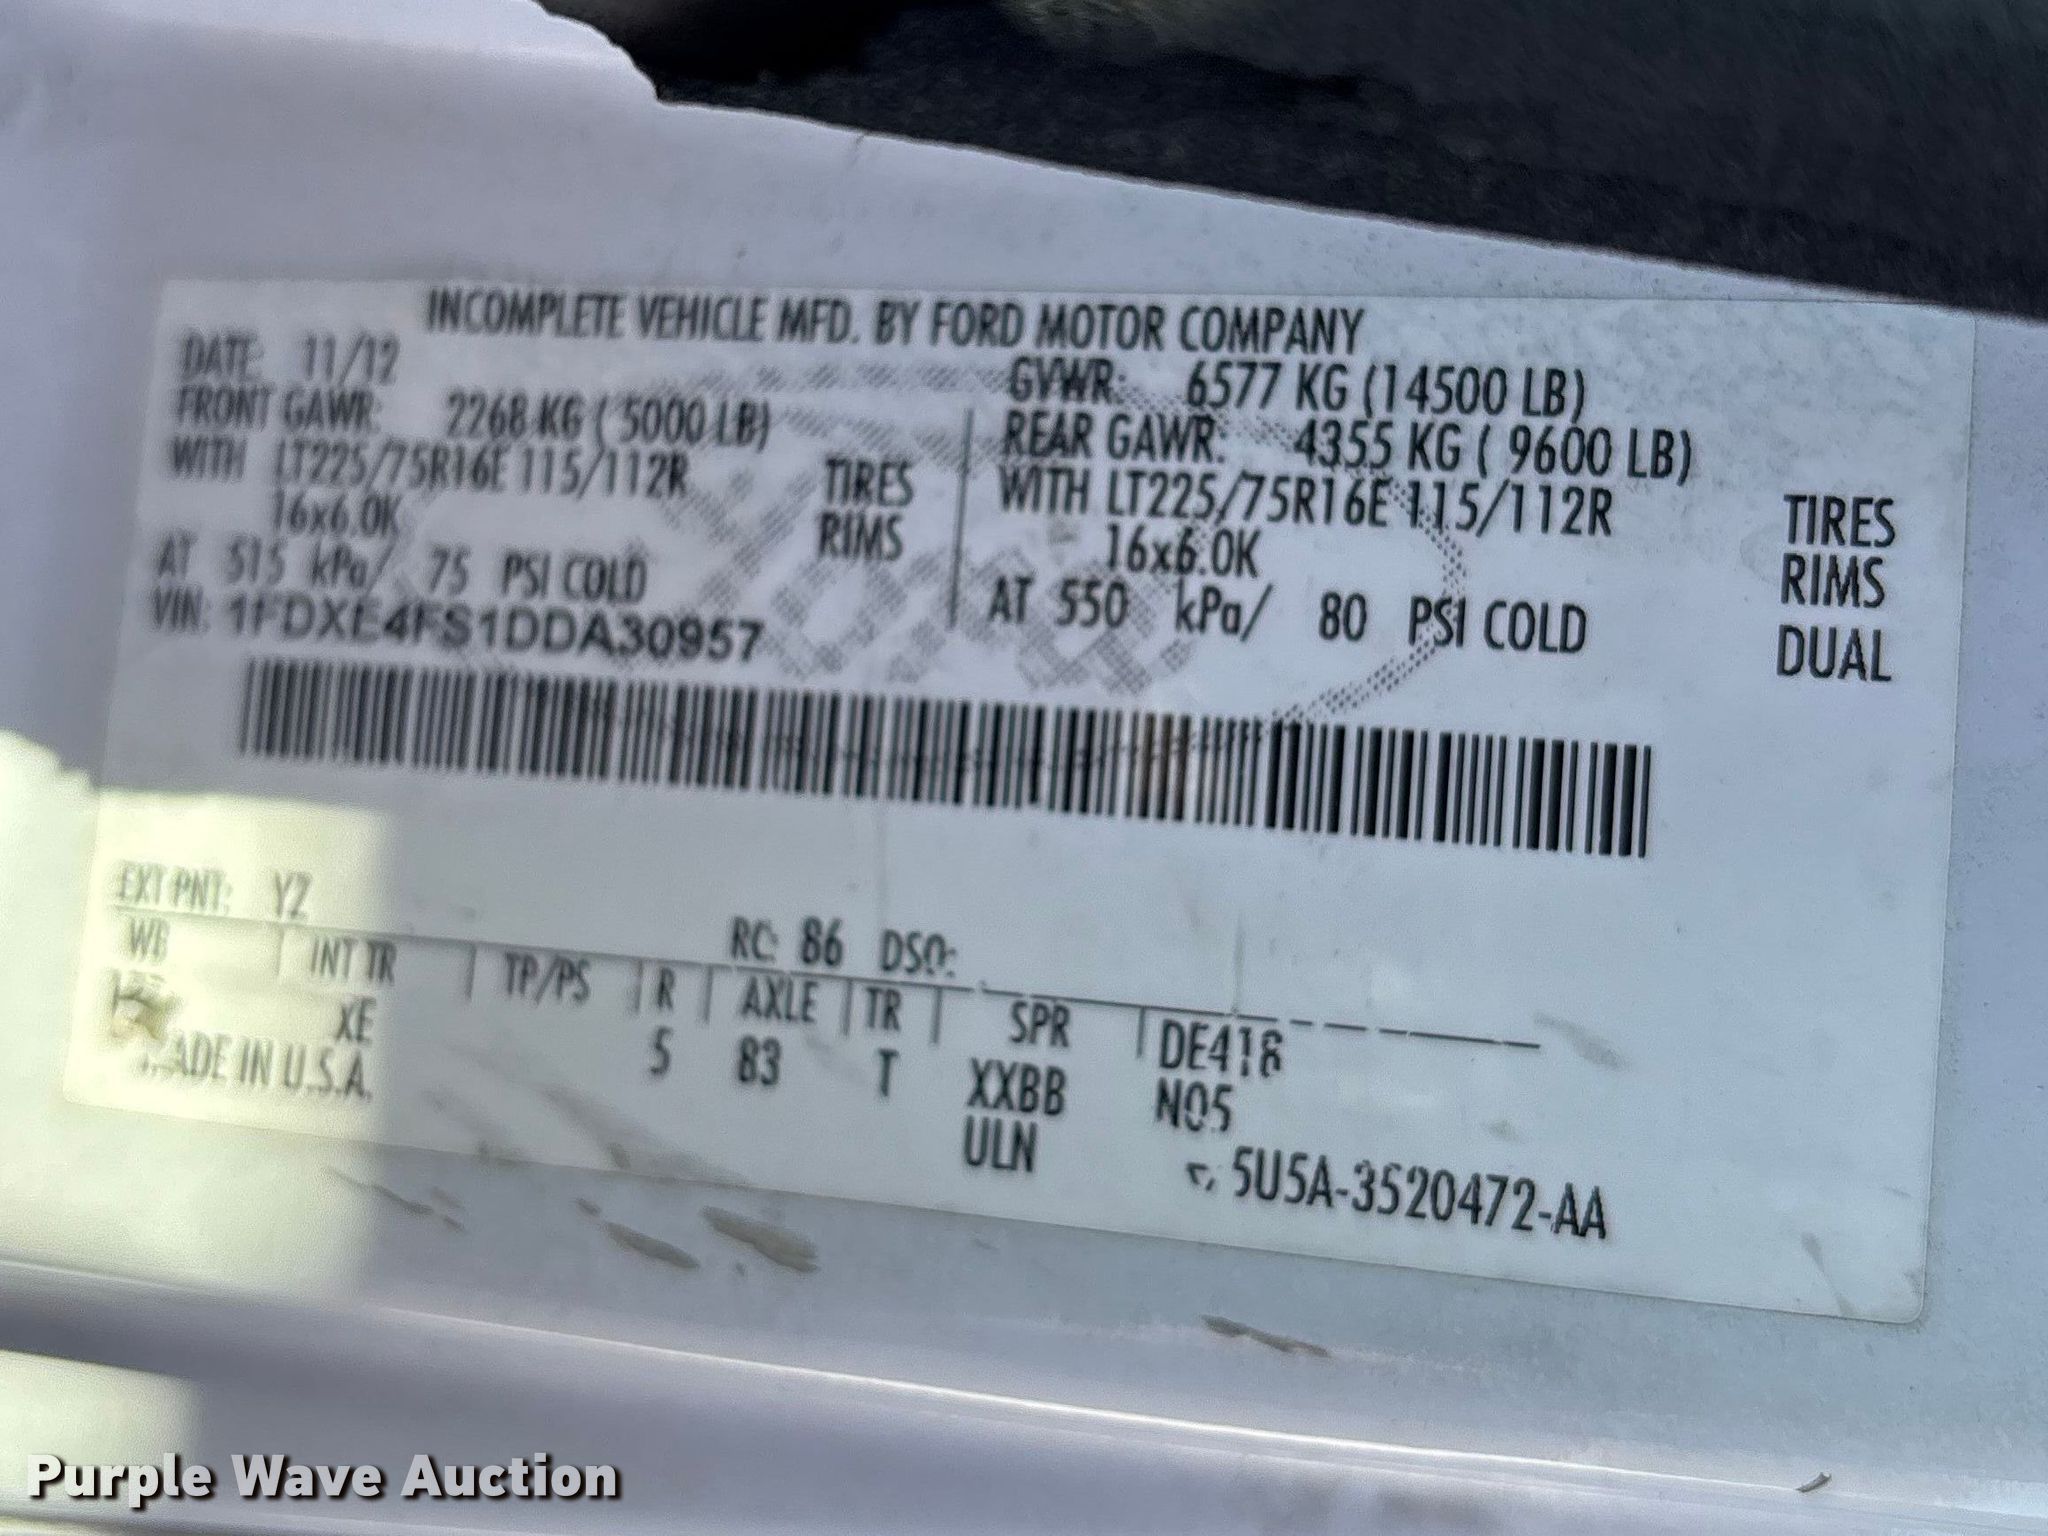 INCOMPLETE VEHICLE MFD. BY FORD MOTOR COMPANY
DATE: 11/12 GVWR: 6577 KG (14500 LB)
FRONT GAWR: 2268 KG ( 5000 LB) REAR GAWR: 4355 KG ( 9600 LB)
WITH LT225/75R16E 115/112R TIRES WITH LT225/75R16E 115/112R TIRES
16x6.0K RIMS 16x6.0K RIMS
AT 515 kPa/ 75 PSI COLD AT 550 kPa/ 80 PSI COLD DUAL
VIN: 1FDXE4FS1DDA30957
EXT PNT: YZ RC: 86 DSO:
WB INT TR TP/PS R AXLE TR SPR DE418
XE 5 83 T XXBB N05
MADE IN U.S.A. ULN
5U5A-3520472-AA
Purple Wave Auction